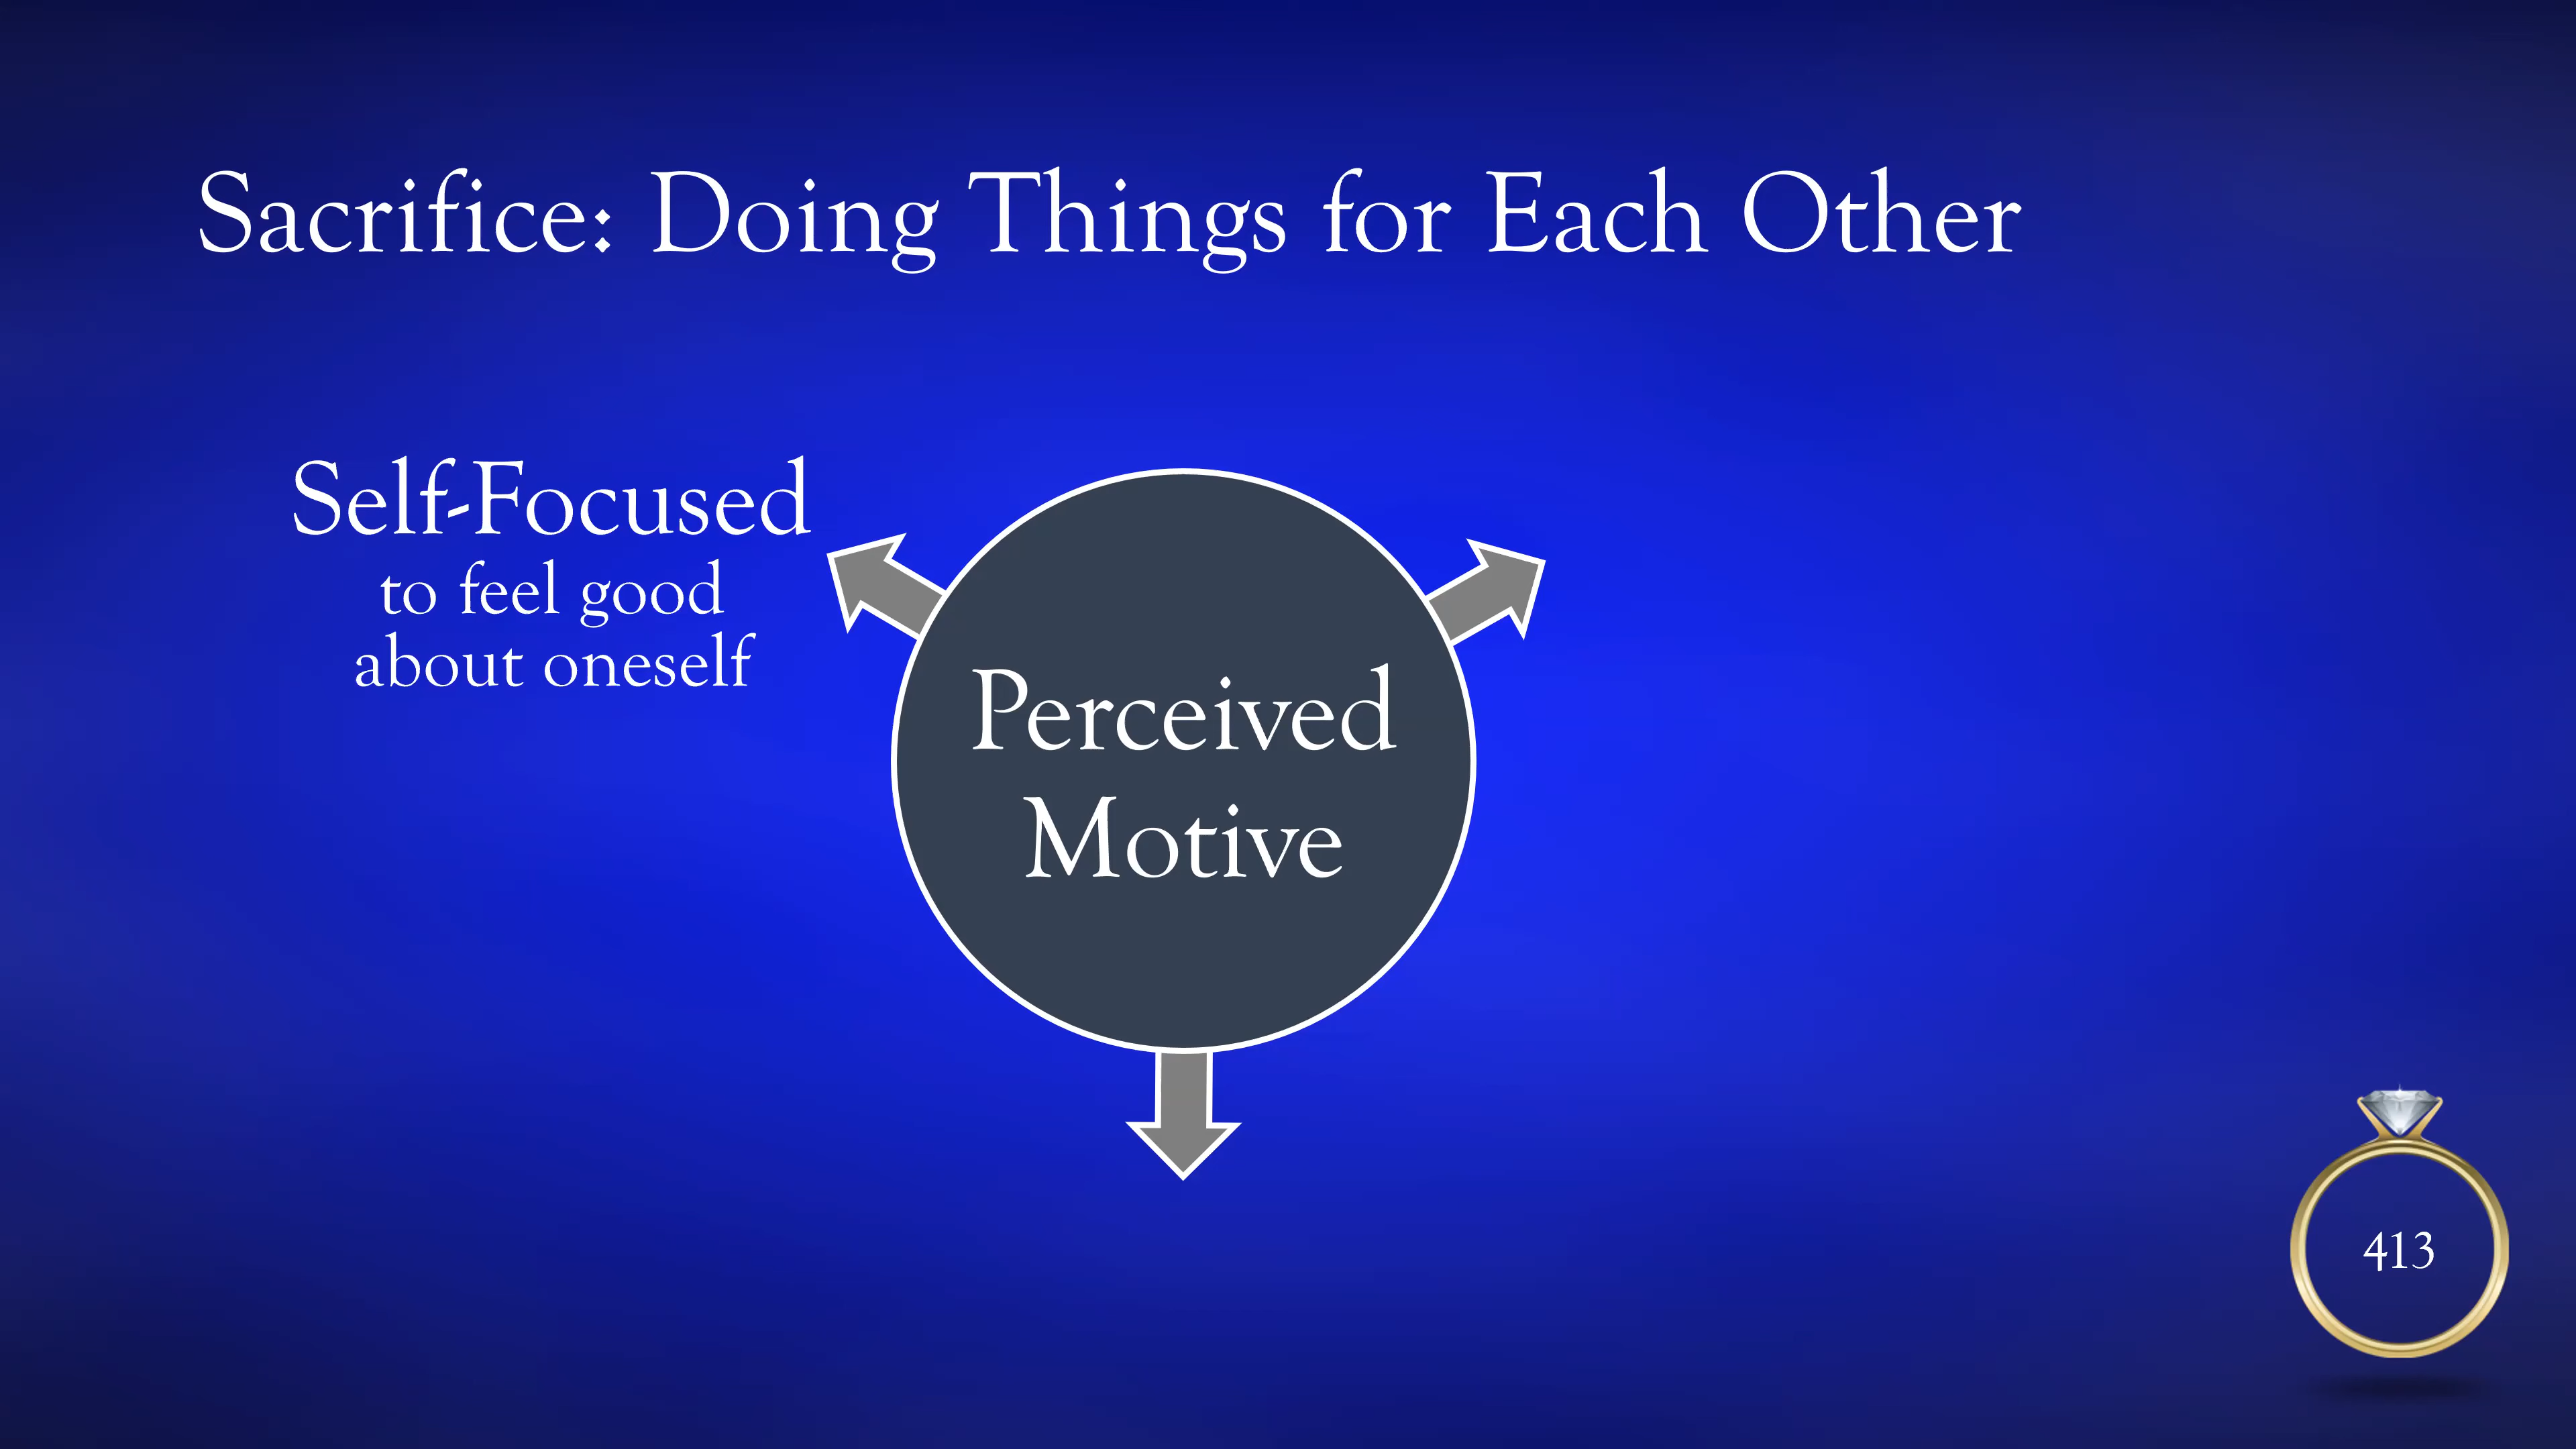 Sacrifice: Doing Things for Each Other
Self-Focused
to feel good
about oneself
Perceived
Motive
413